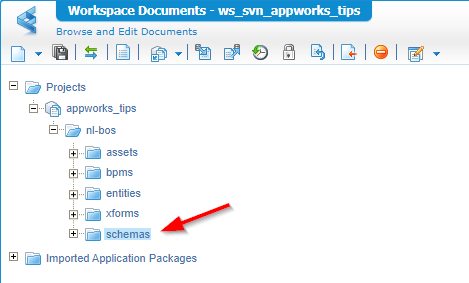 Workspace Documents - ws_svn_appworks_tips
Browse and Edit Documents
Projects
appworks_tips
nl-bos
assets
bpms
entities
xforms
schemas
Imported Application Packages